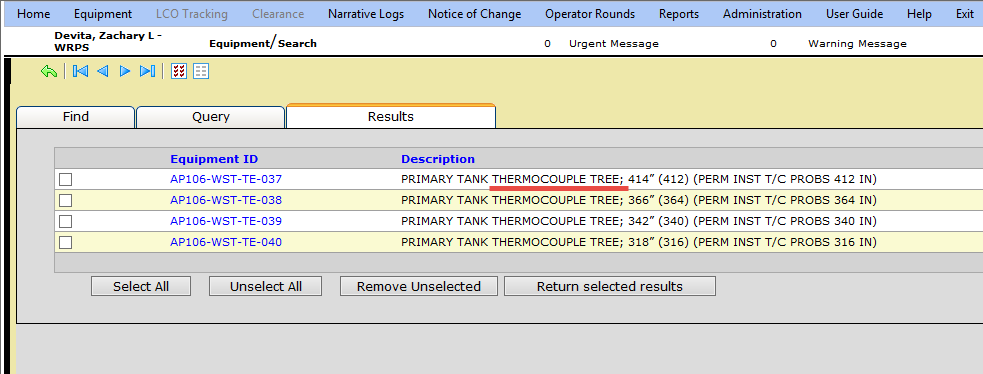 Home Equipment LCO Tracking Clearance Narrative Logs Notice of Change Operator Rounds Reports Administration User Guide Help Exit
Devita, Zachary L -
WRPS
Equipment/Search 0 Urgent Message 0 Warning Message
Find Query Results
Equipment ID Description
AP106-WST-TE-037 PRIMARY TANK THERMOCOUPLE TREE; 414" (412) (PERM INST T/C PROBS 412 IN)
AP106-WST-TE-038 PRIMARY TANK THERMOCOUPLE TREE; 366" (364) (PERM INST T/C PROBS 364 IN)
AP106-WST-TE-039 PRIMARY TANK THERMOCOUPLE TREE; 342" (340) (PERM INST T/C PROBS 340 IN)
AP106-WST-TE-040 PRIMARY TANK THERMOCOUPLE TREE; 318" (316) (PERM INST T/C PROBS 316 IN)
Select All Unselect All Remove Unselected Return selected results